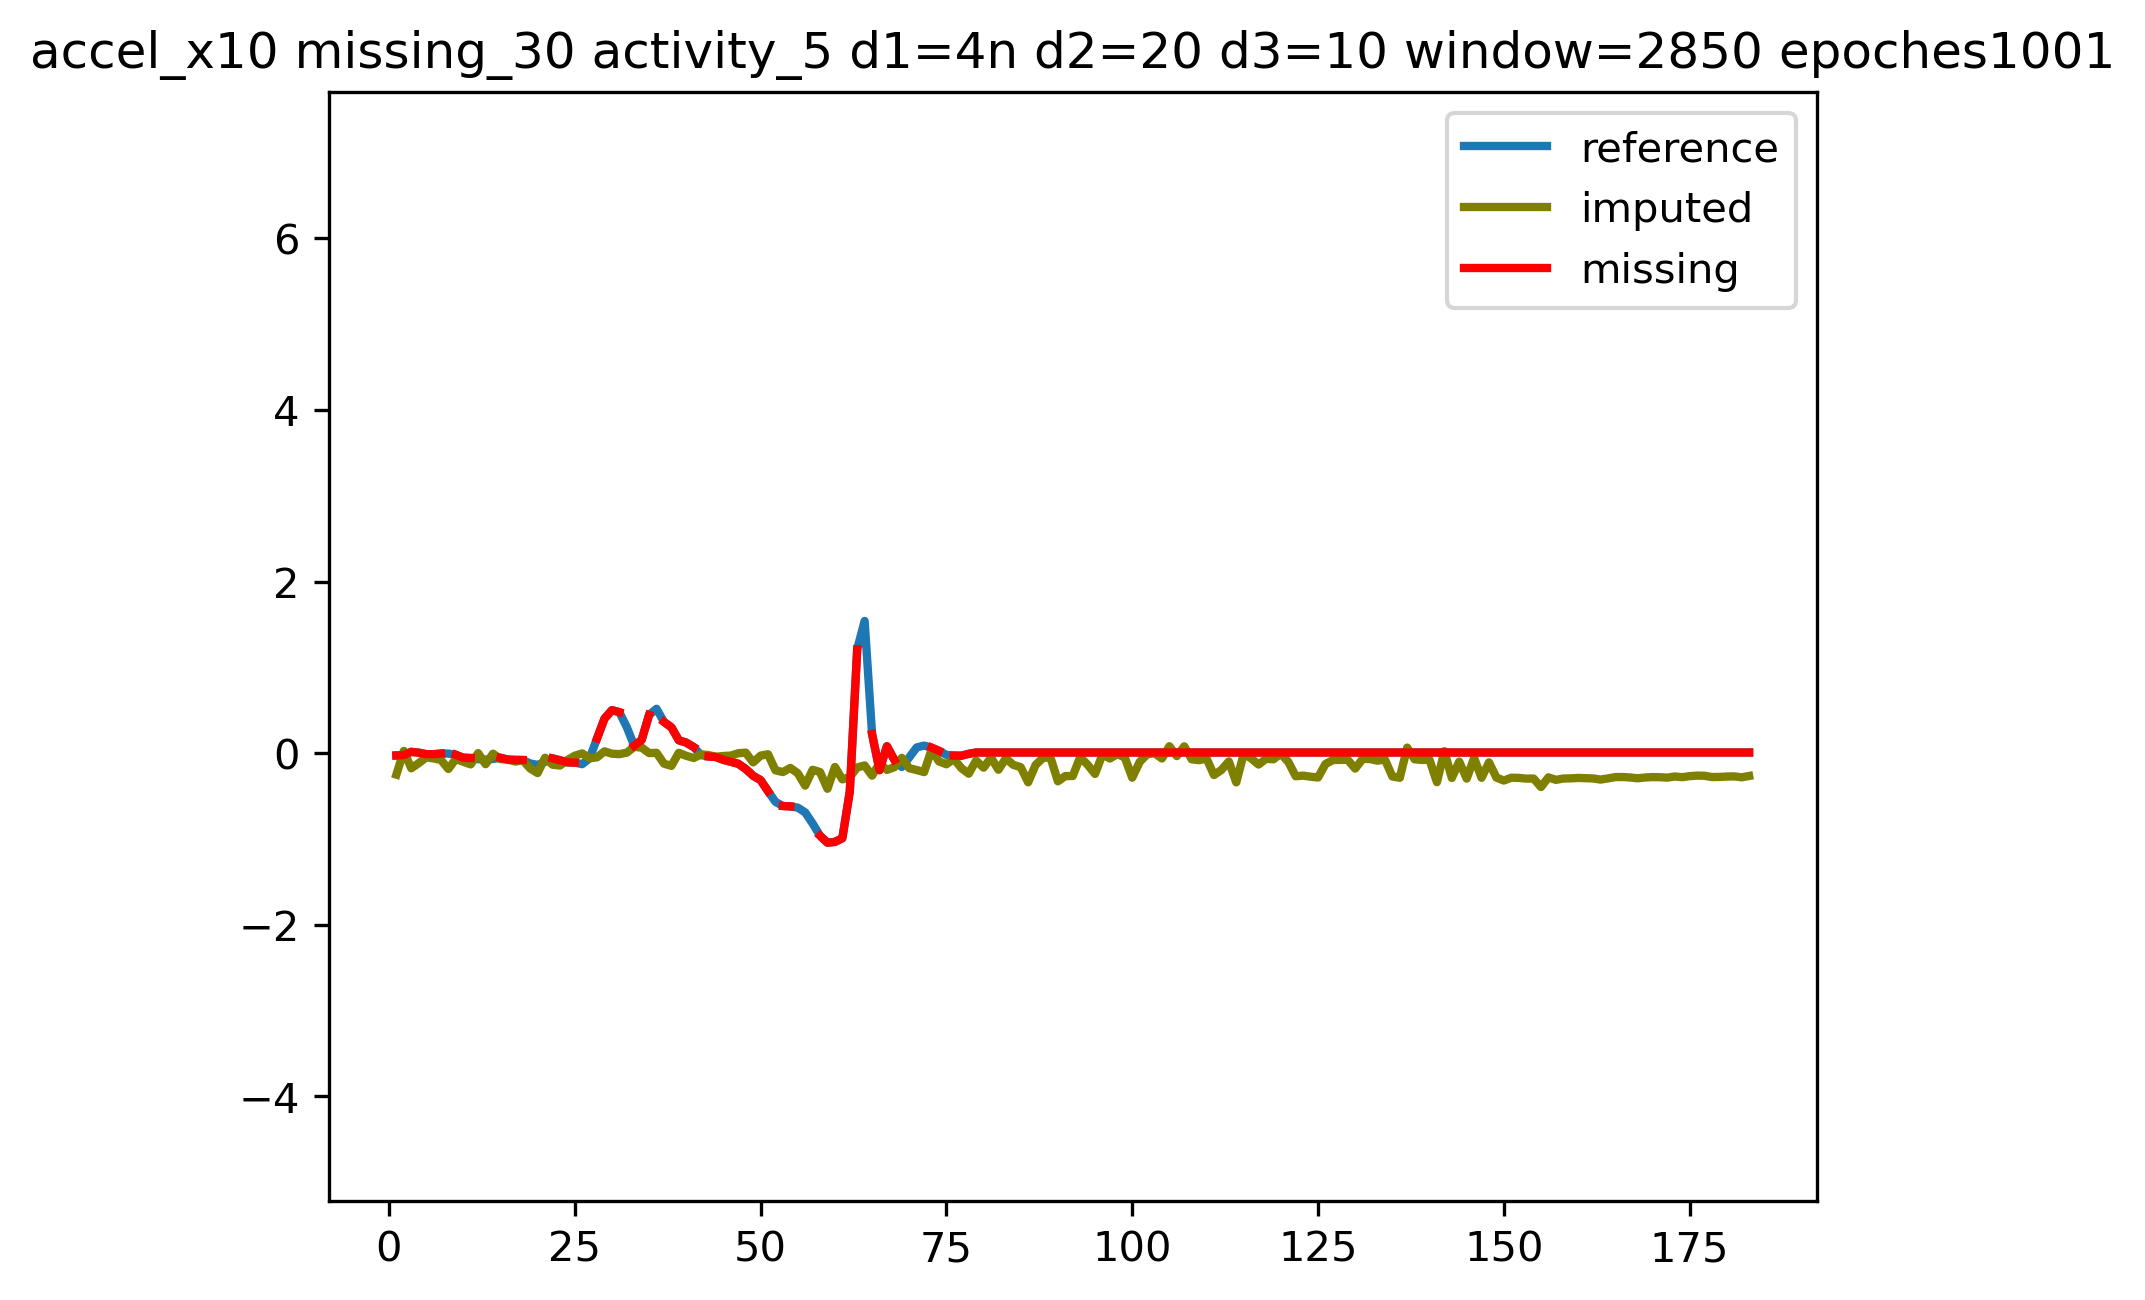 accel_x10 missing_30 activity_5 d1=4n d2=20 d3=10 window=2850 epoches1001
reference
imputed
missing
6
4
2
0
−2
−4
0 25 50 75 100 125 150 175